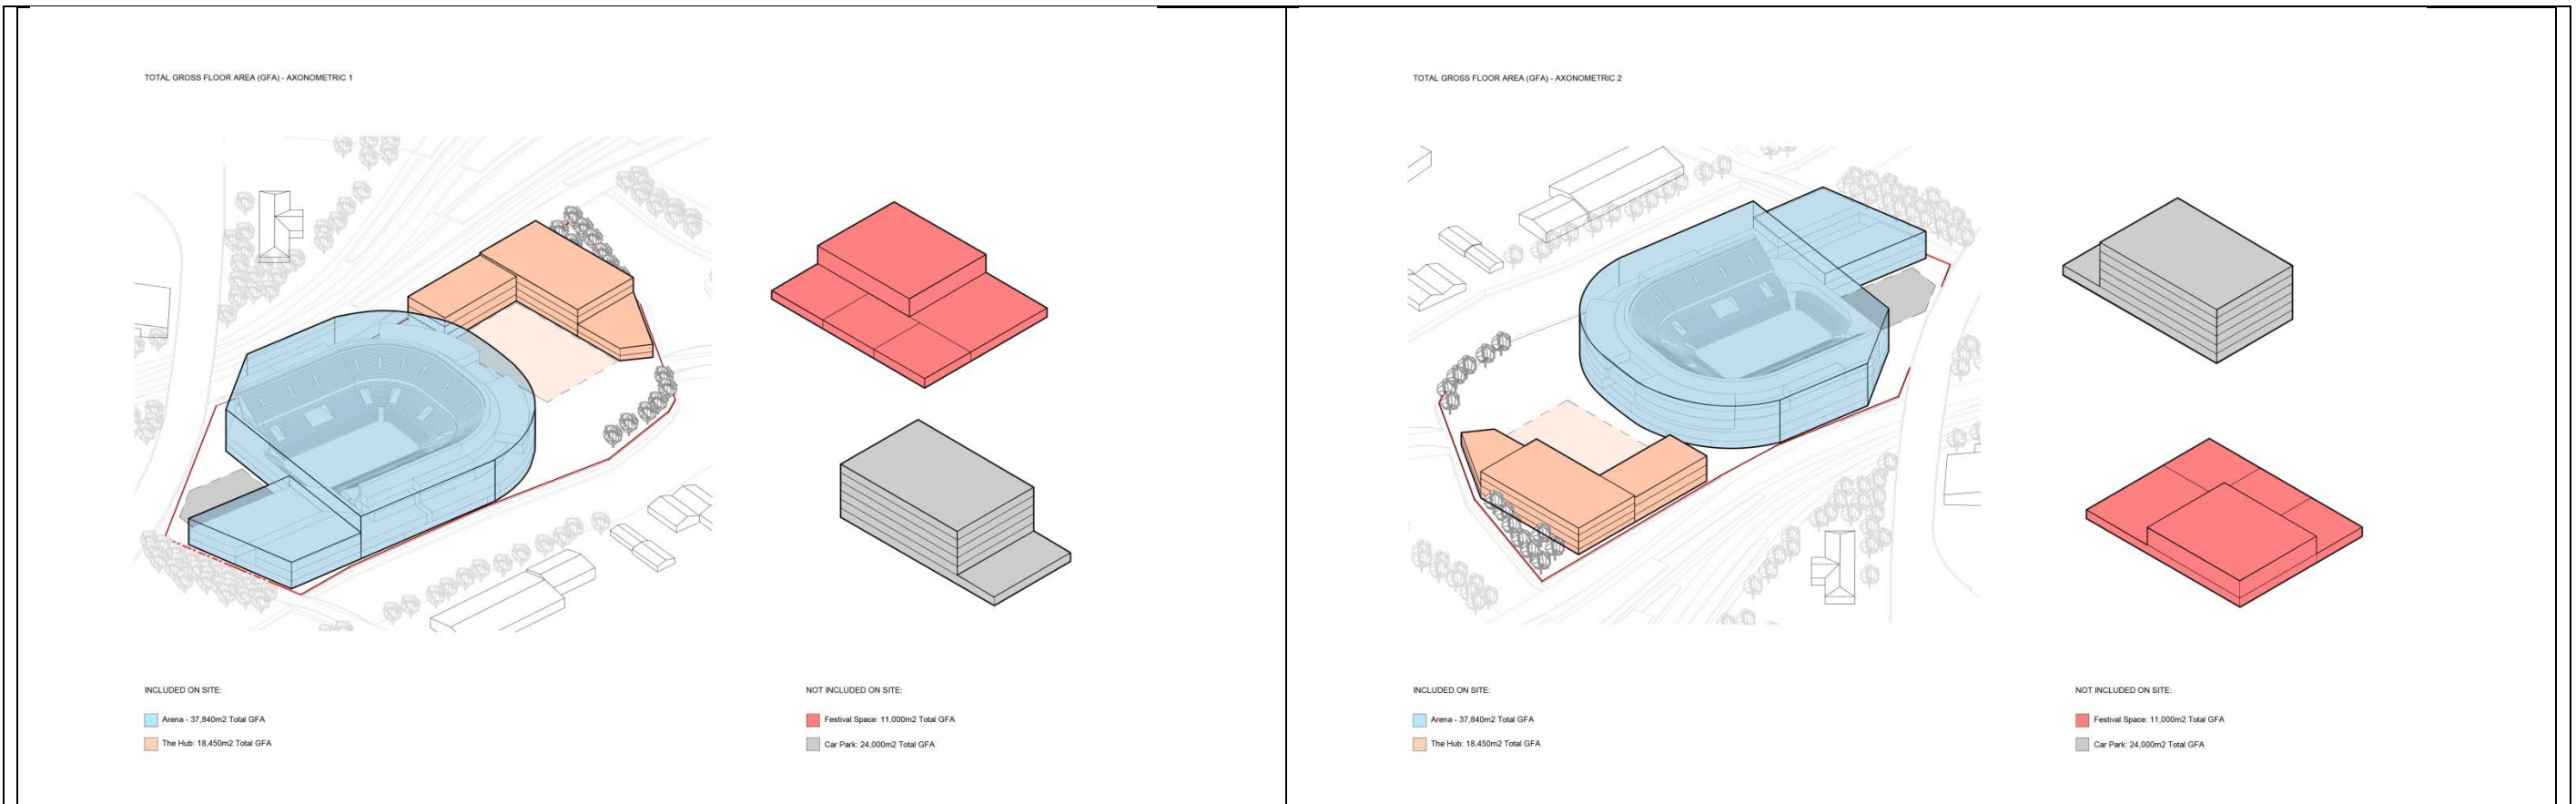 TOTAL GROSS FLOOR AREA (GFA) - AXONOMETRIC 1
INCLUDED ON SITE:
Arena - 37,840m2 Total GFA
The Hub: 18,450m2 Total GFA
NOT INCLUDED ON SITE:
Festival Space: 11,000m2 Total GFA
Car Park: 24,000m2 Total GFA
TOTAL GROSS FLOOR AREA (GFA) - AXONOMETRIC 2
INCLUDED ON SITE:
Arena - 37,840m2 Total GFA
The Hub: 18,450m2 Total GFA
NOT INCLUDED ON SITE:
Festival Space: 11,000m2 Total GFA
Car Park: 24,000m2 Total GFA